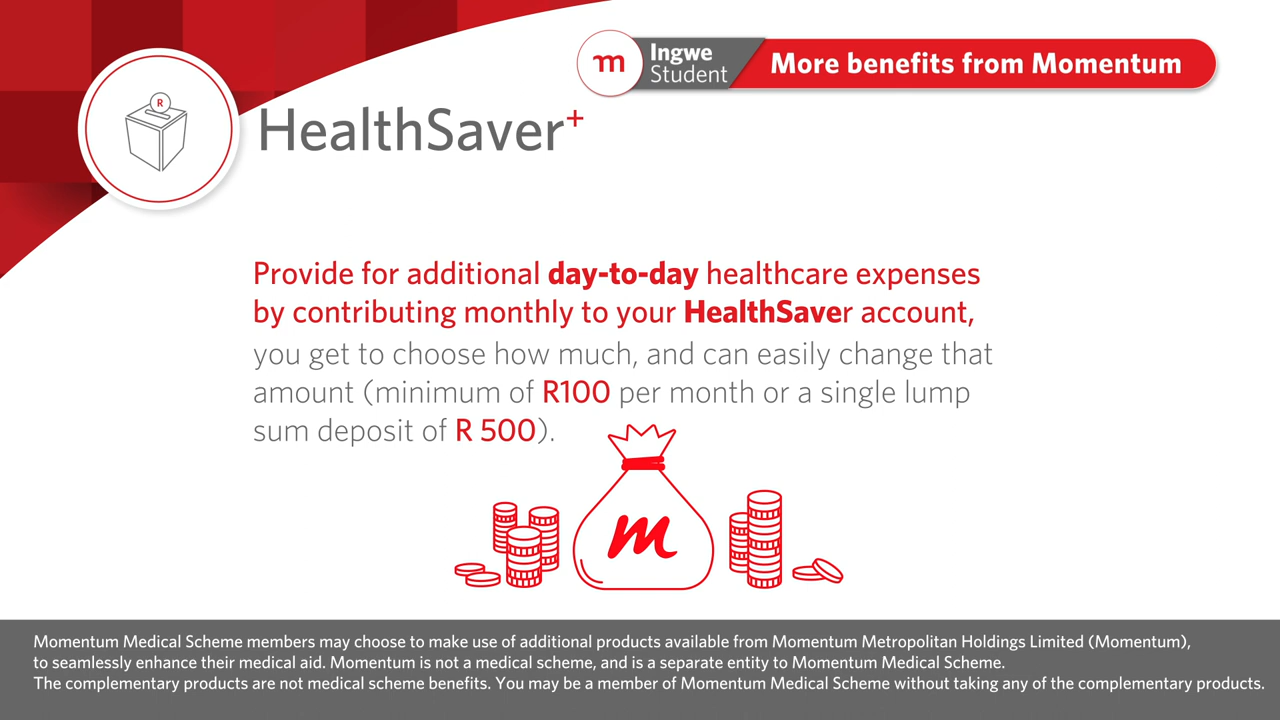 m
Ingwe
Student
More benefits from Momentum
R
HealthSaver+
Provide for additional day-to-day healthcare expenses
by contributing monthly to your HealthSaver account,
you get to choose how much, and can easily change that
amount (minimum of R100 per month or a single lump
sum deposit of R 500).
m
Momentum Medical Scheme members may choose to make use of additional products available from Momentum Metropolitan Holdings Limited (Momentum),
to seamlessly enhance their medical aid. Momentum is not a medical scheme, and is a separate entity to Momentum Medical Scheme.
The complementary products are not medical scheme benefits. You may be a member of Momentum Medical Scheme without taking any of the complementary products.